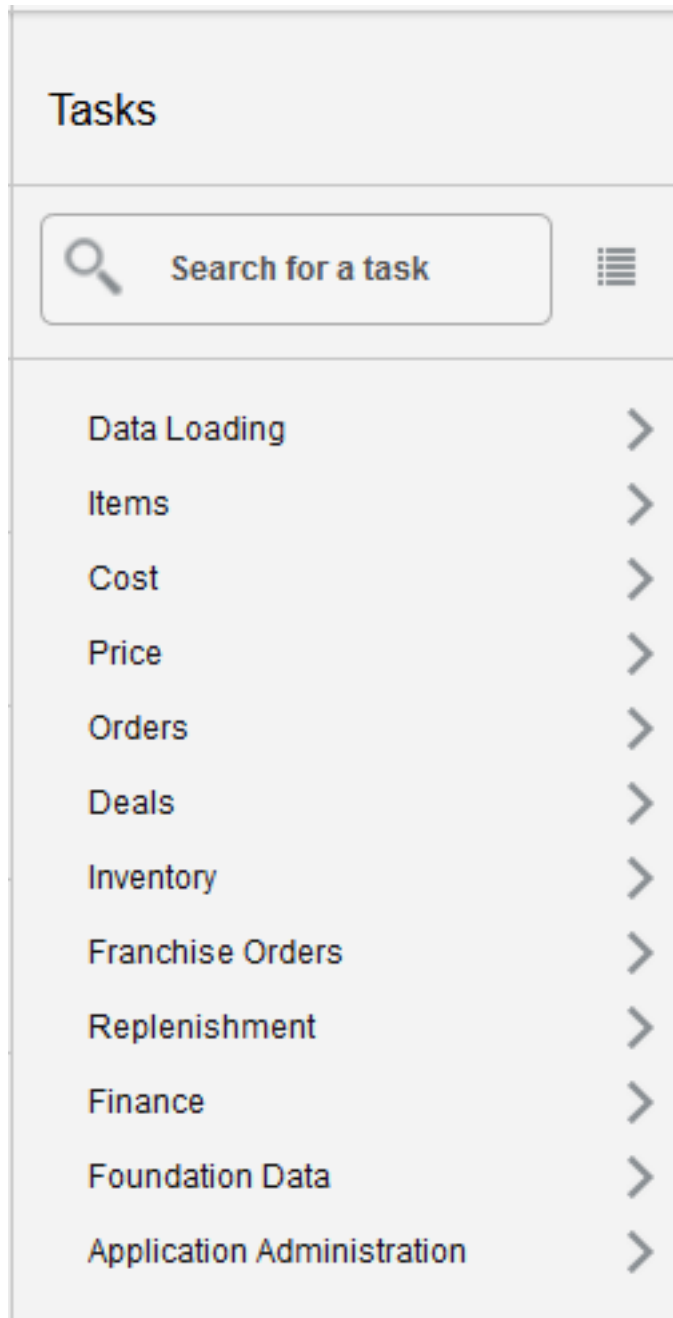 Tasks
Search for a task
Data Loading
Items
Cost
Price
Orders
Deals
Inventory
Franchise Orders
Replenishment
Finance
Foundation Data
Application Administration